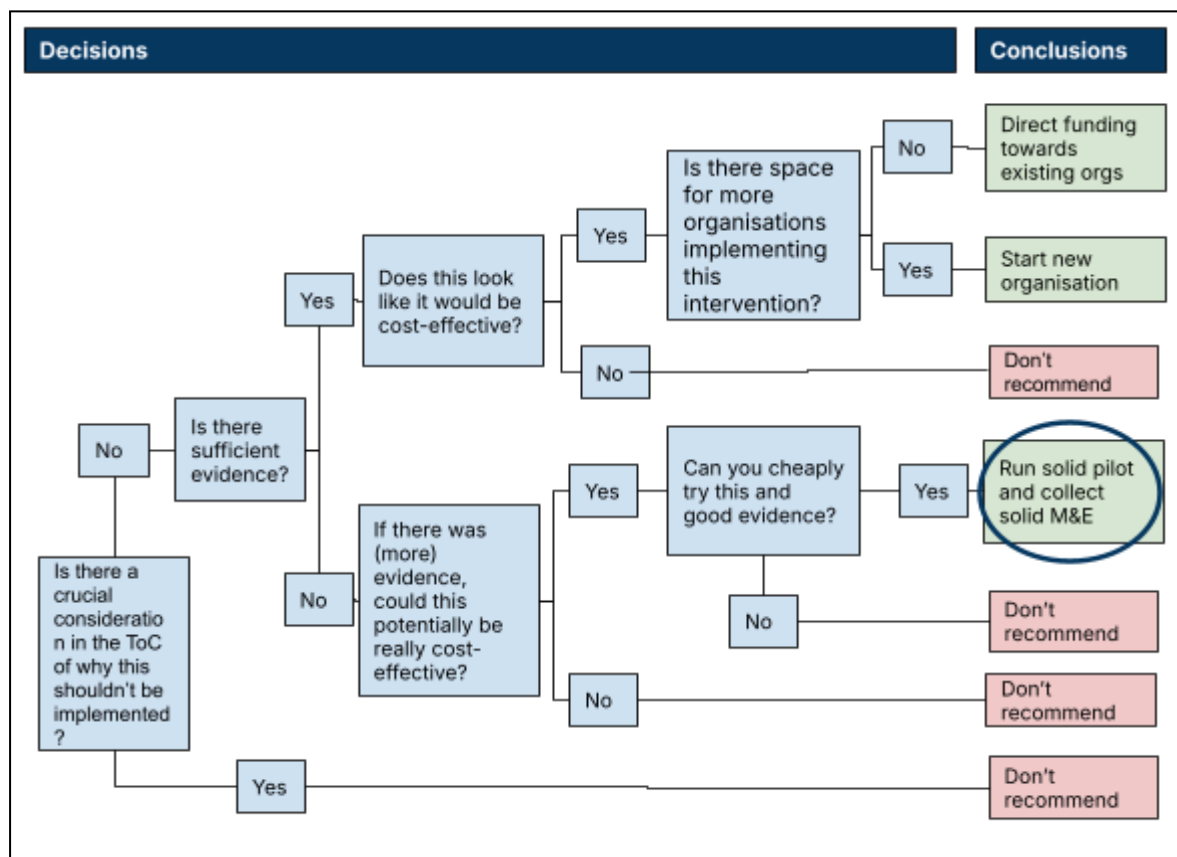 Decisions
Conclusions
No
Direct funding
towards
existing orgs
Is there space
for more
organisations
implementing
this
intervention?
Yes
Yes
Start new
organisation
Yes
Does this look
like it would be
cost-effective?
No
Don't
recommend
No
Is there
sufficient
evidence?
Yes
Can you cheaply
try this and
good evidence?
Yes
Run solid pilot
and collect
solid M&E
No
If there was
(more)
evidence,
could this
potentially be
really cost-
effective?
No
Don't
recommend
Is there a
crucial
consideratio
n in the ToC
of why this
shouldn't be
implemented
?
No
Don't
recommend
Yes
Don't
recommend